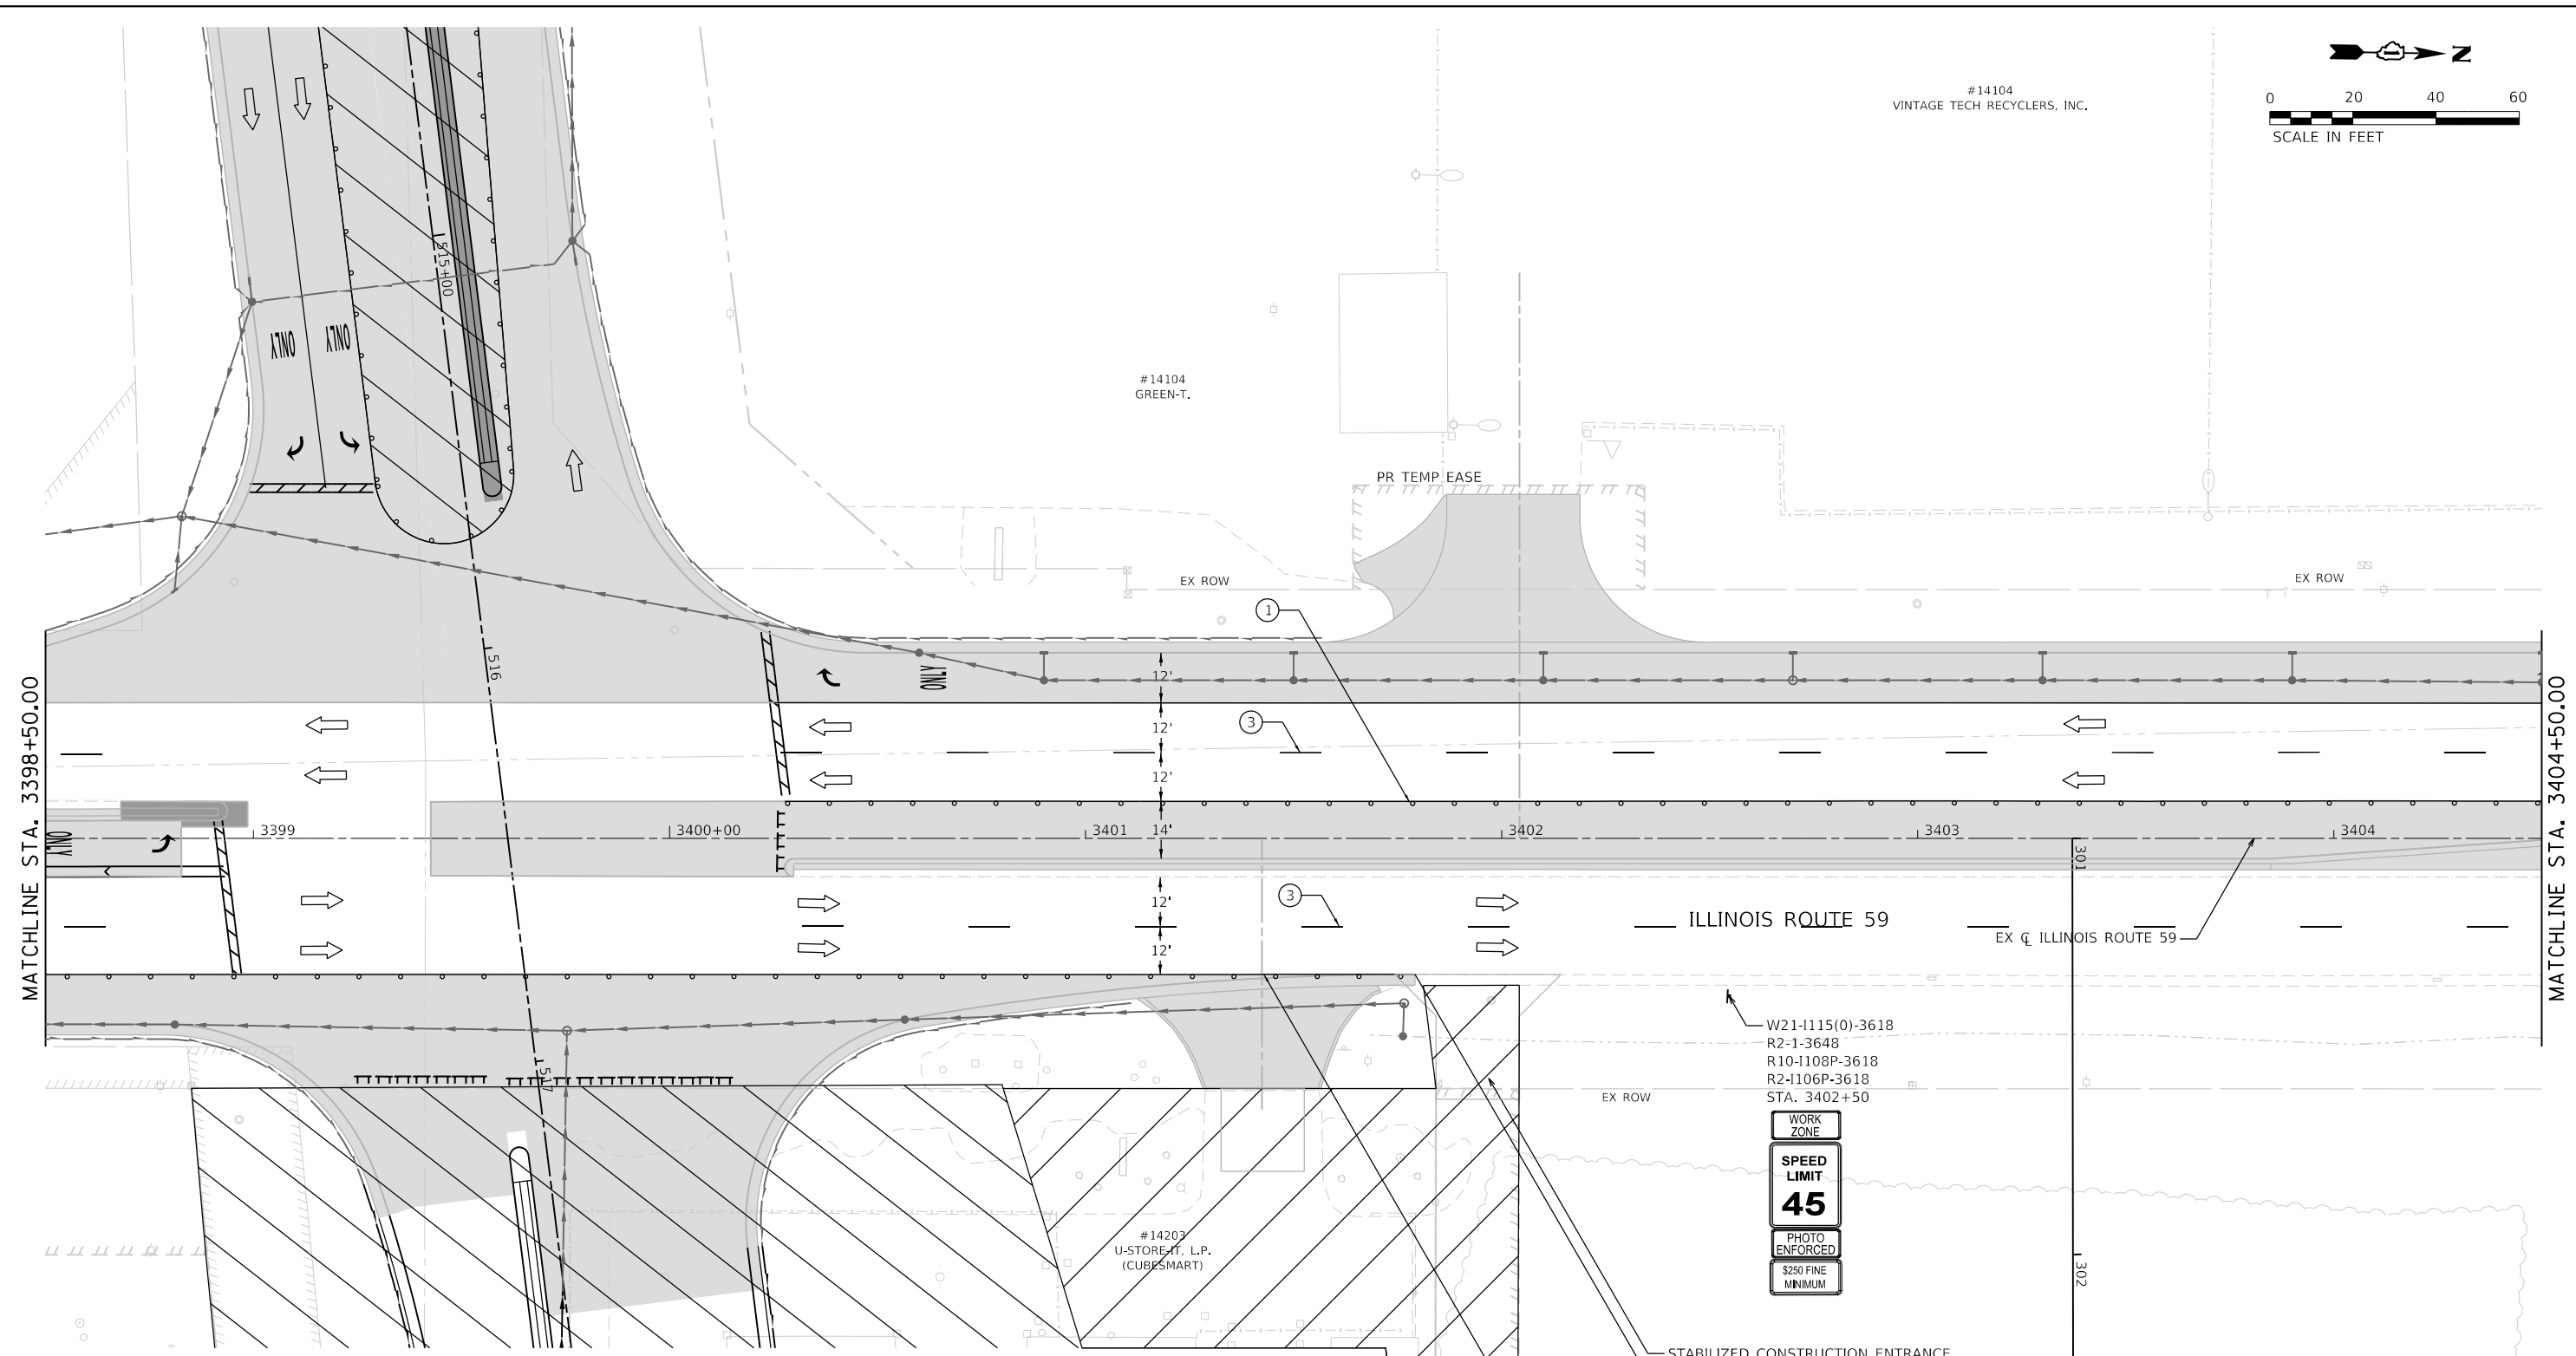 N
0 20 40 60
SCALE IN FEET
#14104
VINTAGE TECH RECYCLERS, INC.
515+00
ONLY
ONLY
#14104
GREEN-T.
PR TEMP EASE
EX ROW
EX ROW
1
516
ONLY
12'
3
12'
12'
MATCHLINE STA. 3398+50.00
MATCHLINE STA. 3404+50.00
ONLY
3399
3400+00
3401
14'
3402
3403
3404
301
3
12'
12'
ILLINOIS ROUTE 59
EX ℄ ILLINOIS ROUTE 59
517
W21-I115(0)-3618
R2-1-3648
R10-I108P-3618
R2-I106P-3618
STA. 3402+50
EX ROW
WORK
ZONE
SPEED
LIMIT
45
PHOTO
ENFORCED
$250 FINE
MINIMUM
#14203
U-STORE-IT, L.P.
(CUBESMART)
302
STABILIZED CONSTRUCTION ENTRANCE